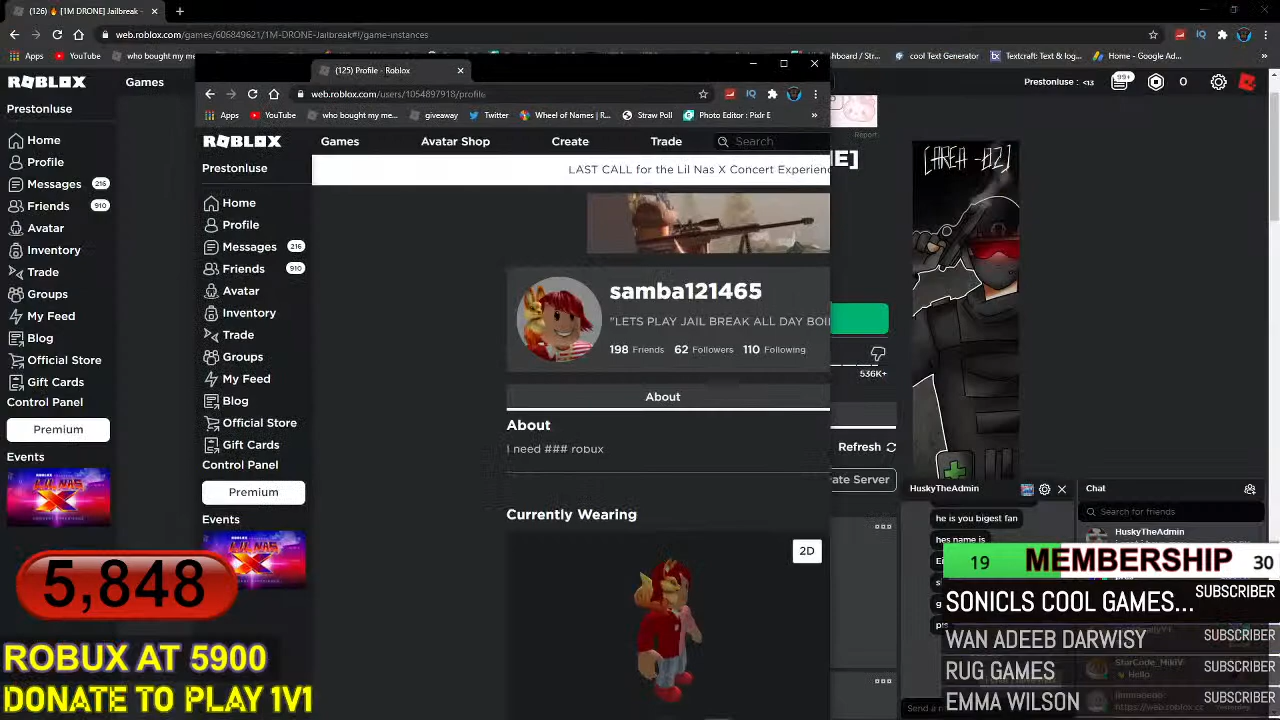 (126) 🔥 [1M DRONE] Jailbreak -
web.roblox.com/games/606849621/1M-DRONE-Jailbreak#!/game-instances
Apps
YouTube
who bought my
cool Text Generator
Textcraft: Text & log...
Home - Google Ad...
ROBLOX
Games
Prestonluse: <13
99+
0
Prestonluse
Home
Profile
Messages 216
Friends 910
Avatar
Inventory
Trade
Groups
My Feed
Blog
Official Store
Gift Cards
Control Panel
Premium
Events
(125) Profile - Roblox
web.roblox.com/users/1054897918/profile
Apps
YouTube
who bought my me...
giveaway
Twitter
Wheel of Names | R...
Straw Poll
Photo Editor : Pixlr E
ROBLOX
Games
Avatar Shop
Create
Trade
Search
Prestonluse
LAST CALL for the Lil Nas X Concert Experienc
Home
Profile
Messages 216
Friends 910
Avatar
Inventory
Trade
Groups
My Feed
Blog
Official Store
Gift Cards
Control Panel
Premium
Events
samba121465
"LETS PLAY JAIL BREAK ALL DAY BOII
198 Friends 62 Followers 110 Following
About
About
I need ### robux
Currently Wearing
2D
Report
E]
[AREA -02]
536K+
Refresh
ate Server
HuskyTheAdmin
he is you bigest fan
hes name is
Chat
Search for friends
HuskyTheAdmin
StarCode_MikiV
Hello.
Send a
5,848
ROBUX AT 5900
DONATE TO PLAY 1V1
19 MEMBERSHIP 30
SONICLS COOL GAMES... SUBSCRIBER
WAN ADEEB DARWISY SUBSCRIBER
RUG GAMES SUBSCRIBER
EMMA WILSON SUBSCRIBER